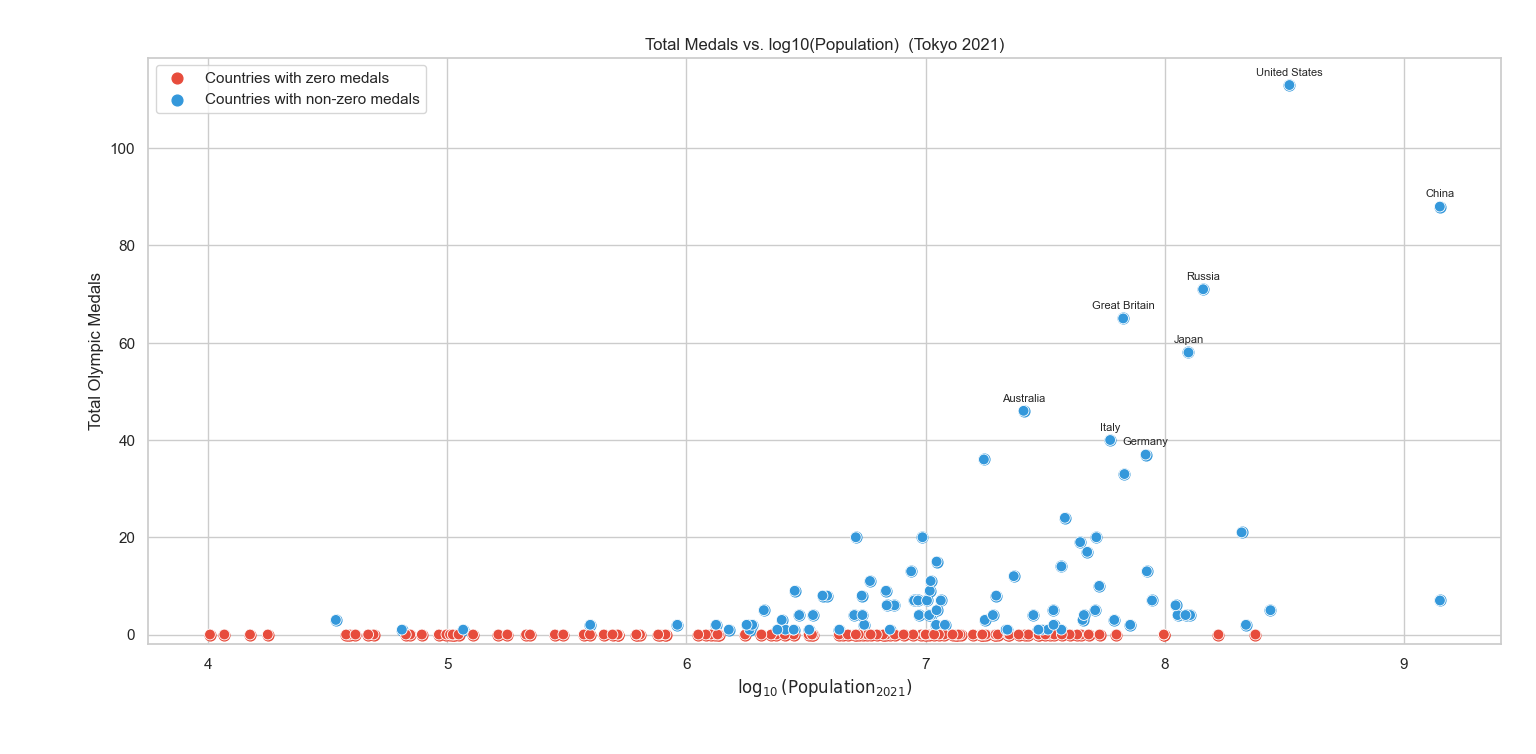 Total Medals vs. log10(Population)  (Tokyo 2021)
Countries with zero medals
Countries with non-zero medals
United States
China
Russia
Great Britain
Japan
Australia
Italy
Germany
Total Olympic Medals
100
80
60
40
20
0
4 5 6 7 8 9
log₁₀ (Population₂₀₂₁)